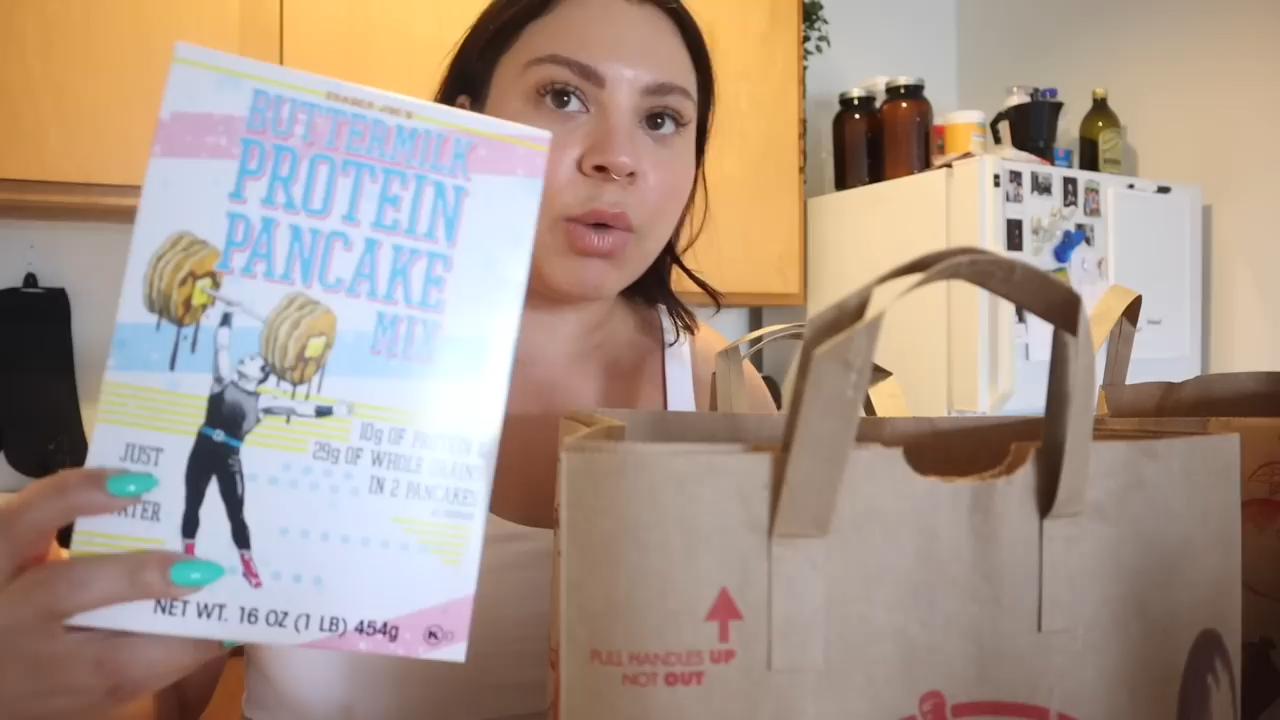 TRADER JOE'S
BUTTERMILK
PROTEIN
PANCAKE
MIX
10g OF PROTEIN &
29g OF WHOLE GRAINS
IN 2 PANCAKES
JUST
WATER
NET WT. 16 OZ (1 LB) 454g
K D
PULL HANDLES UP
NOT OUT